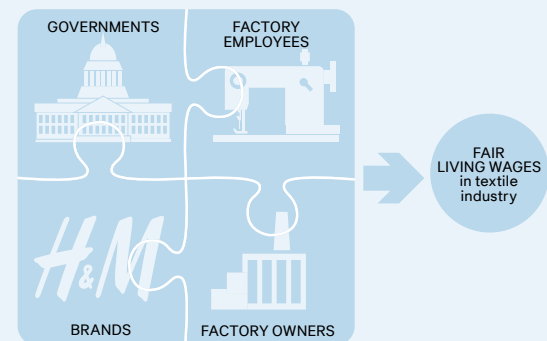 GOVERNMENTS
FACTORY
EMPLOYEES
H&M
BRANDS
FACTORY OWNERS
FAIR
LIVING WAGES
in textile
industry